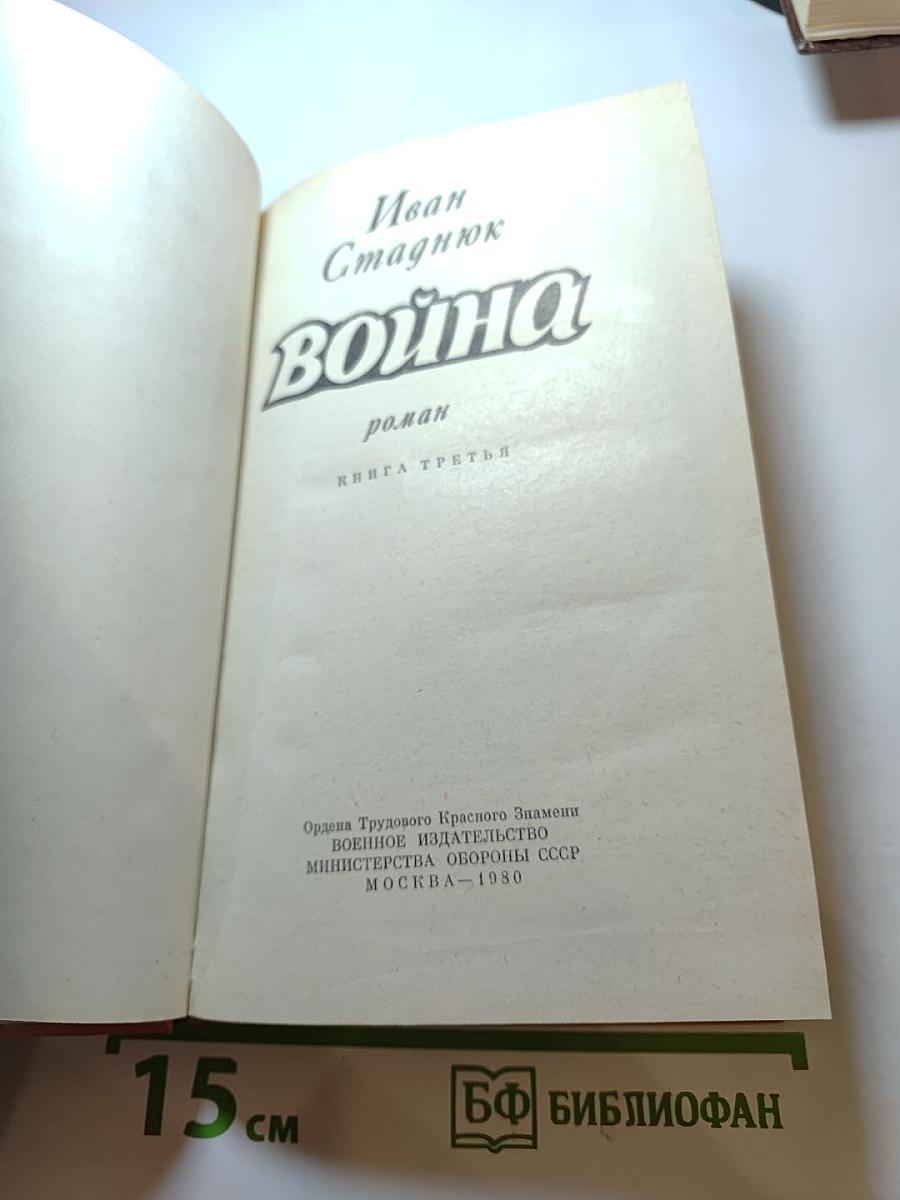 Иван
Стаднюк
война
роман
КНИГА ТРЕТЬЯ
Ордена Трудового Красного Знамени
ВОЕННОЕ ИЗДАТЕЛЬСТВО
МИНИСТЕРСТВА ОБОРОНЫ СССР
МОСКВА—1980
15 см
БФ БИБЛИОФАН